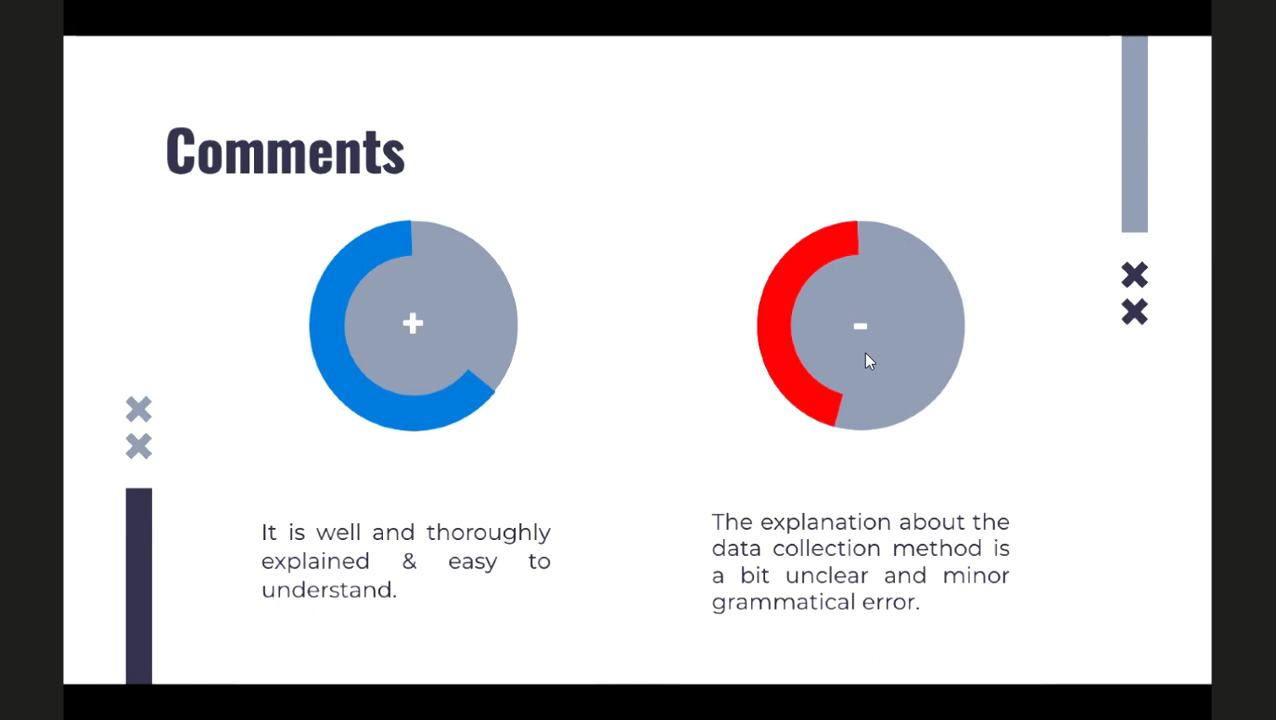 Comments
+
-
It is well and thoroughly
explained & easy to
understand.
The explanation about the
data collection method is
a bit unclear and minor
grammatical error.